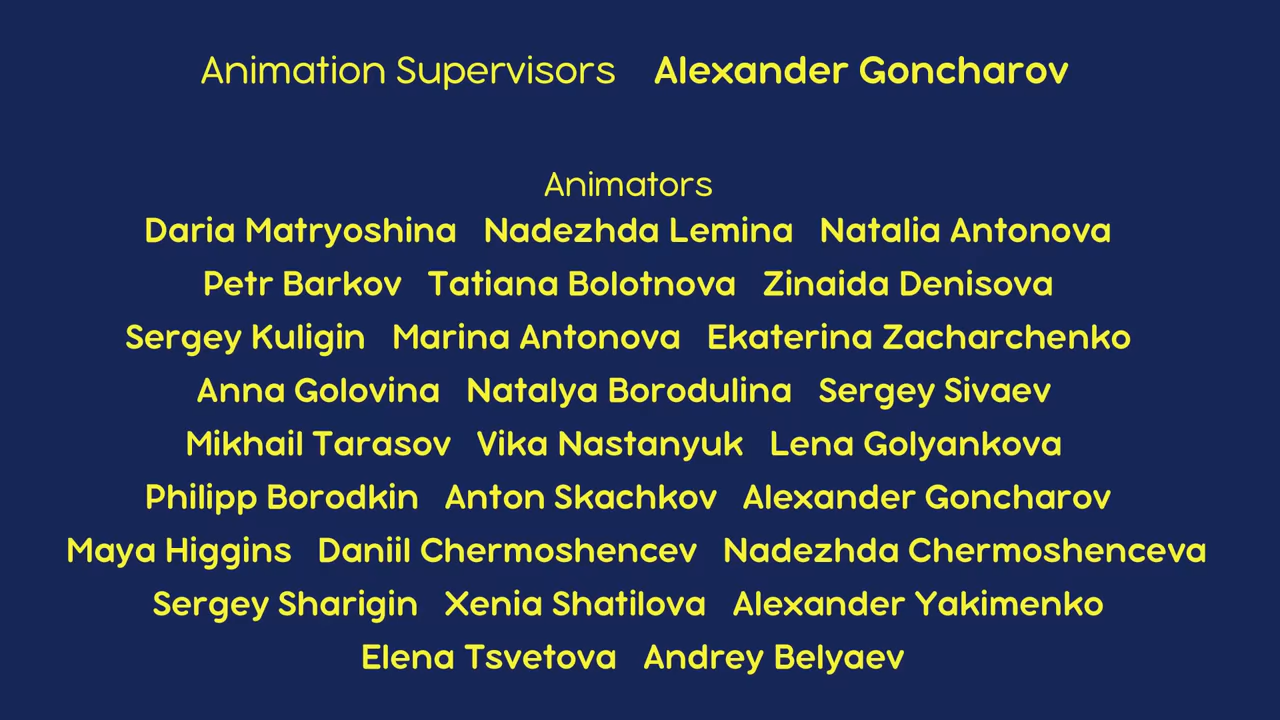 Animation Supervisors Alexander Goncharov
Animators
Daria Matryoshina Nadezhda Lemina Natalia Antonova
Petr Barkov Tatiana Bolotnova Zinaida Denisova
Sergey Kuligin Marina Antonova Ekaterina Zacharchenko
Anna Golovina Natalya Borodulina Sergey Sivaev
Mikhail Tarasov Vika Nastanyuk Lena Golyankova
Philipp Borodkin Anton Skachkov Alexander Goncharov
Maya Higgins Daniil Chermoshencev Nadezhda Chermoshenceva
Sergey Sharigin Xenia Shatilova Alexander Yakimenko
Elena Tsvetova Andrey Belyaev